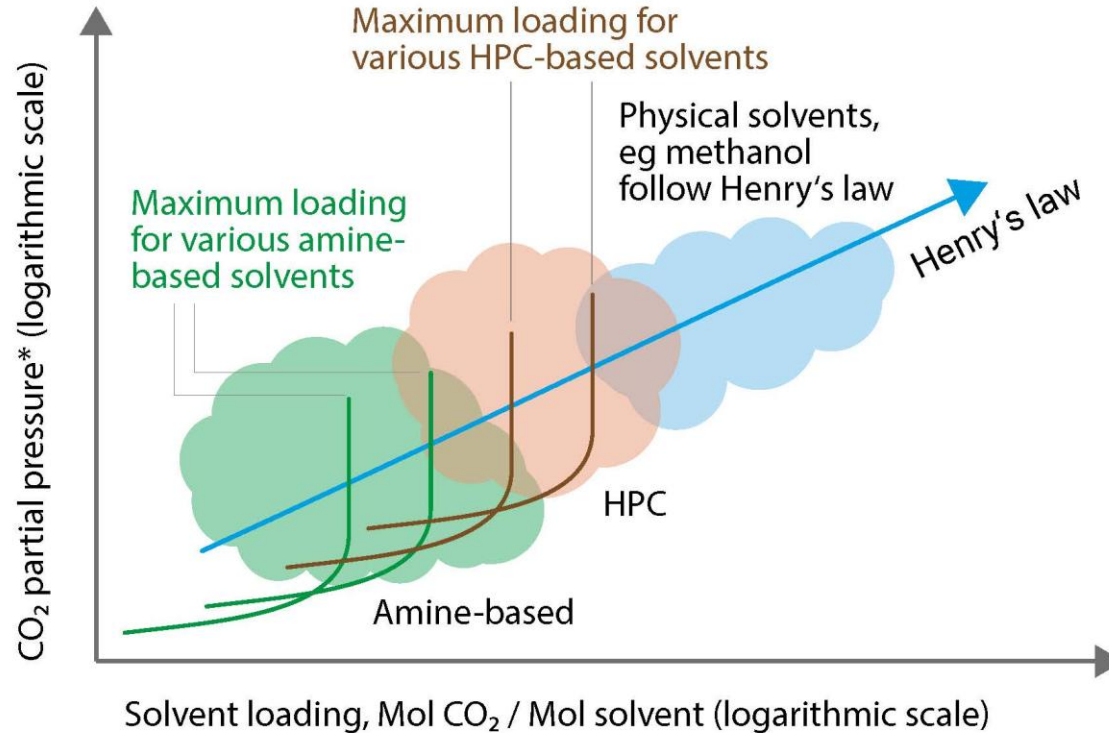 Maximum loading for
various HPC-based solvents
Physical solvents,
eg methanol
follow Henry's law
Maximum loading
for various amine-
based solvents
Henry's law
HPC
Amine-based
CO₂ partial pressure* (logarithmic scale)
Solvent loading, Mol CO₂ / Mol solvent (logarithmic scale)